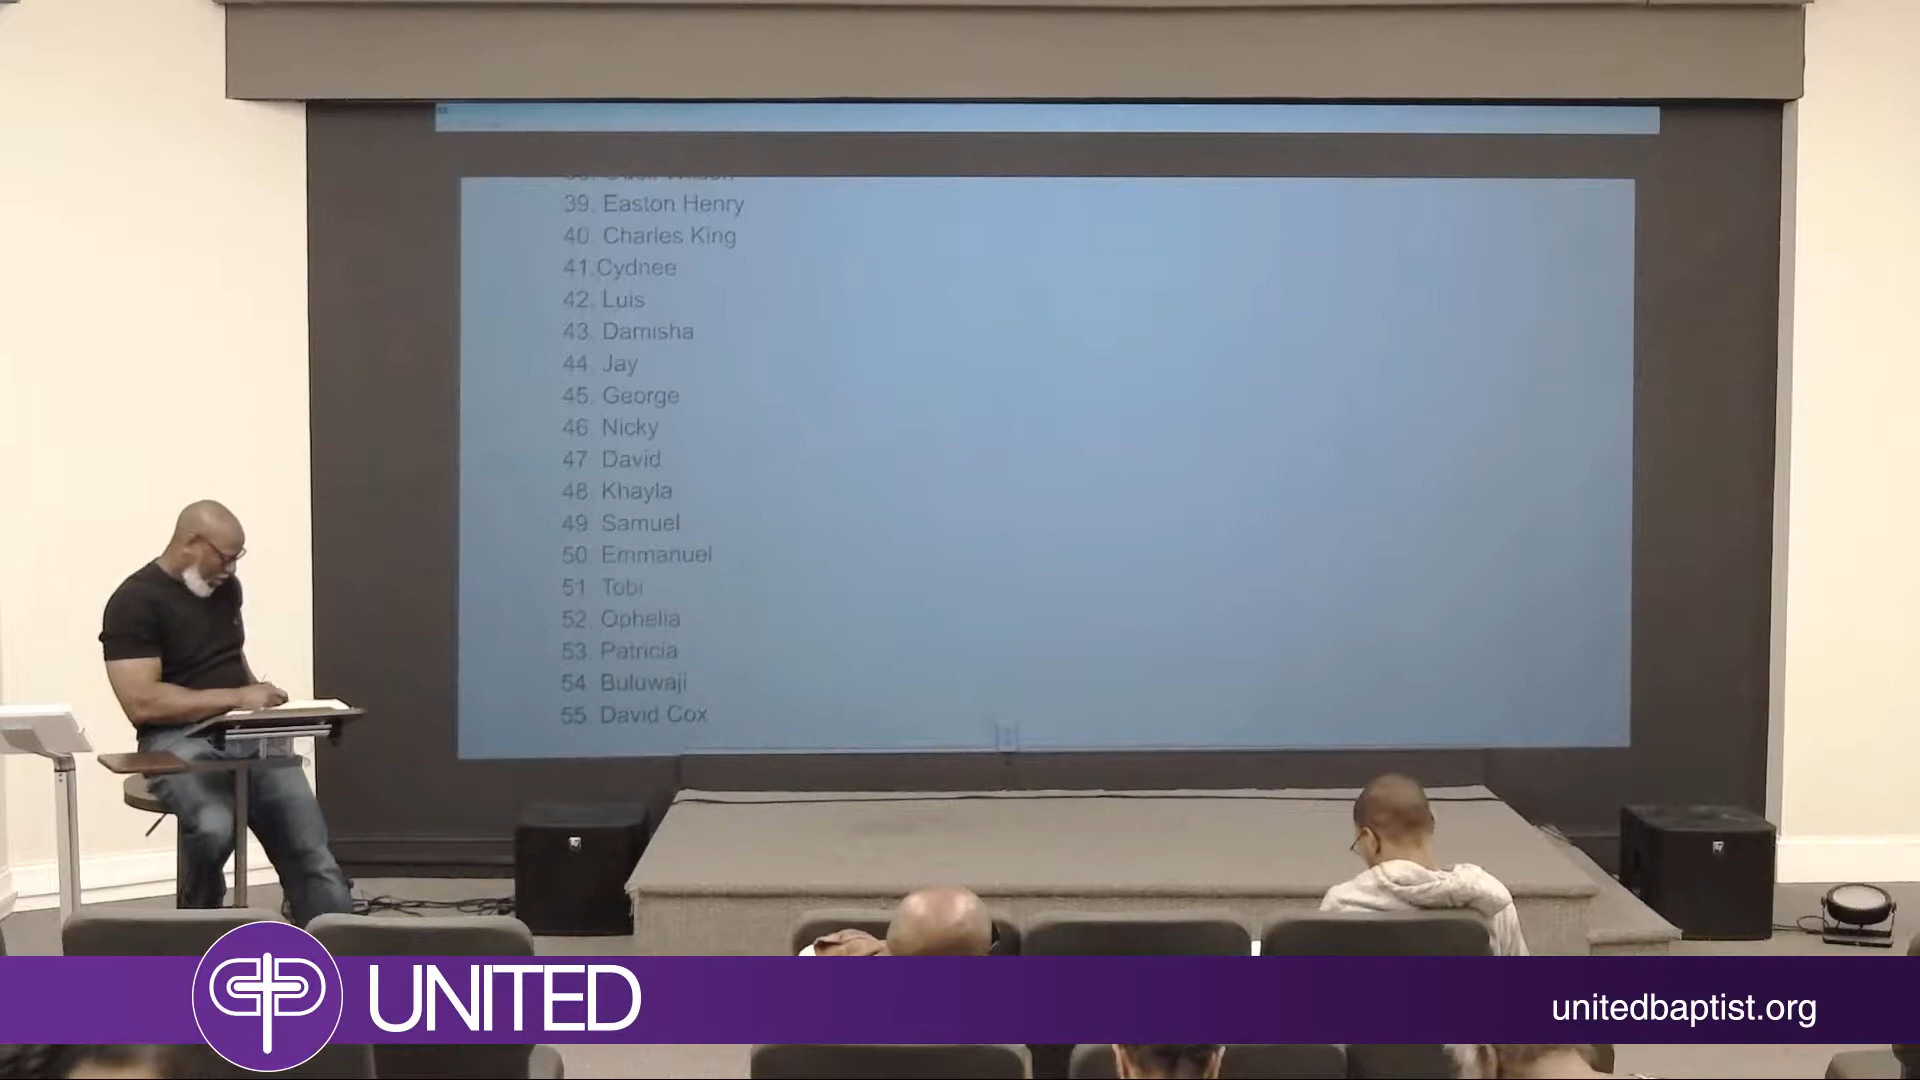 39. Easton Henry
40. Charles King
41.Cydnee
42. Luis
43. Damisha
44. Jay
45. George
46. Nicky
47. David
48. Khayla
49. Samuel
50. Emmanuel
51. Tobi
52. Ophelia
53. Patricia
54. Buluwaji
55. David Cox
UNITED
unitedbaptist.org